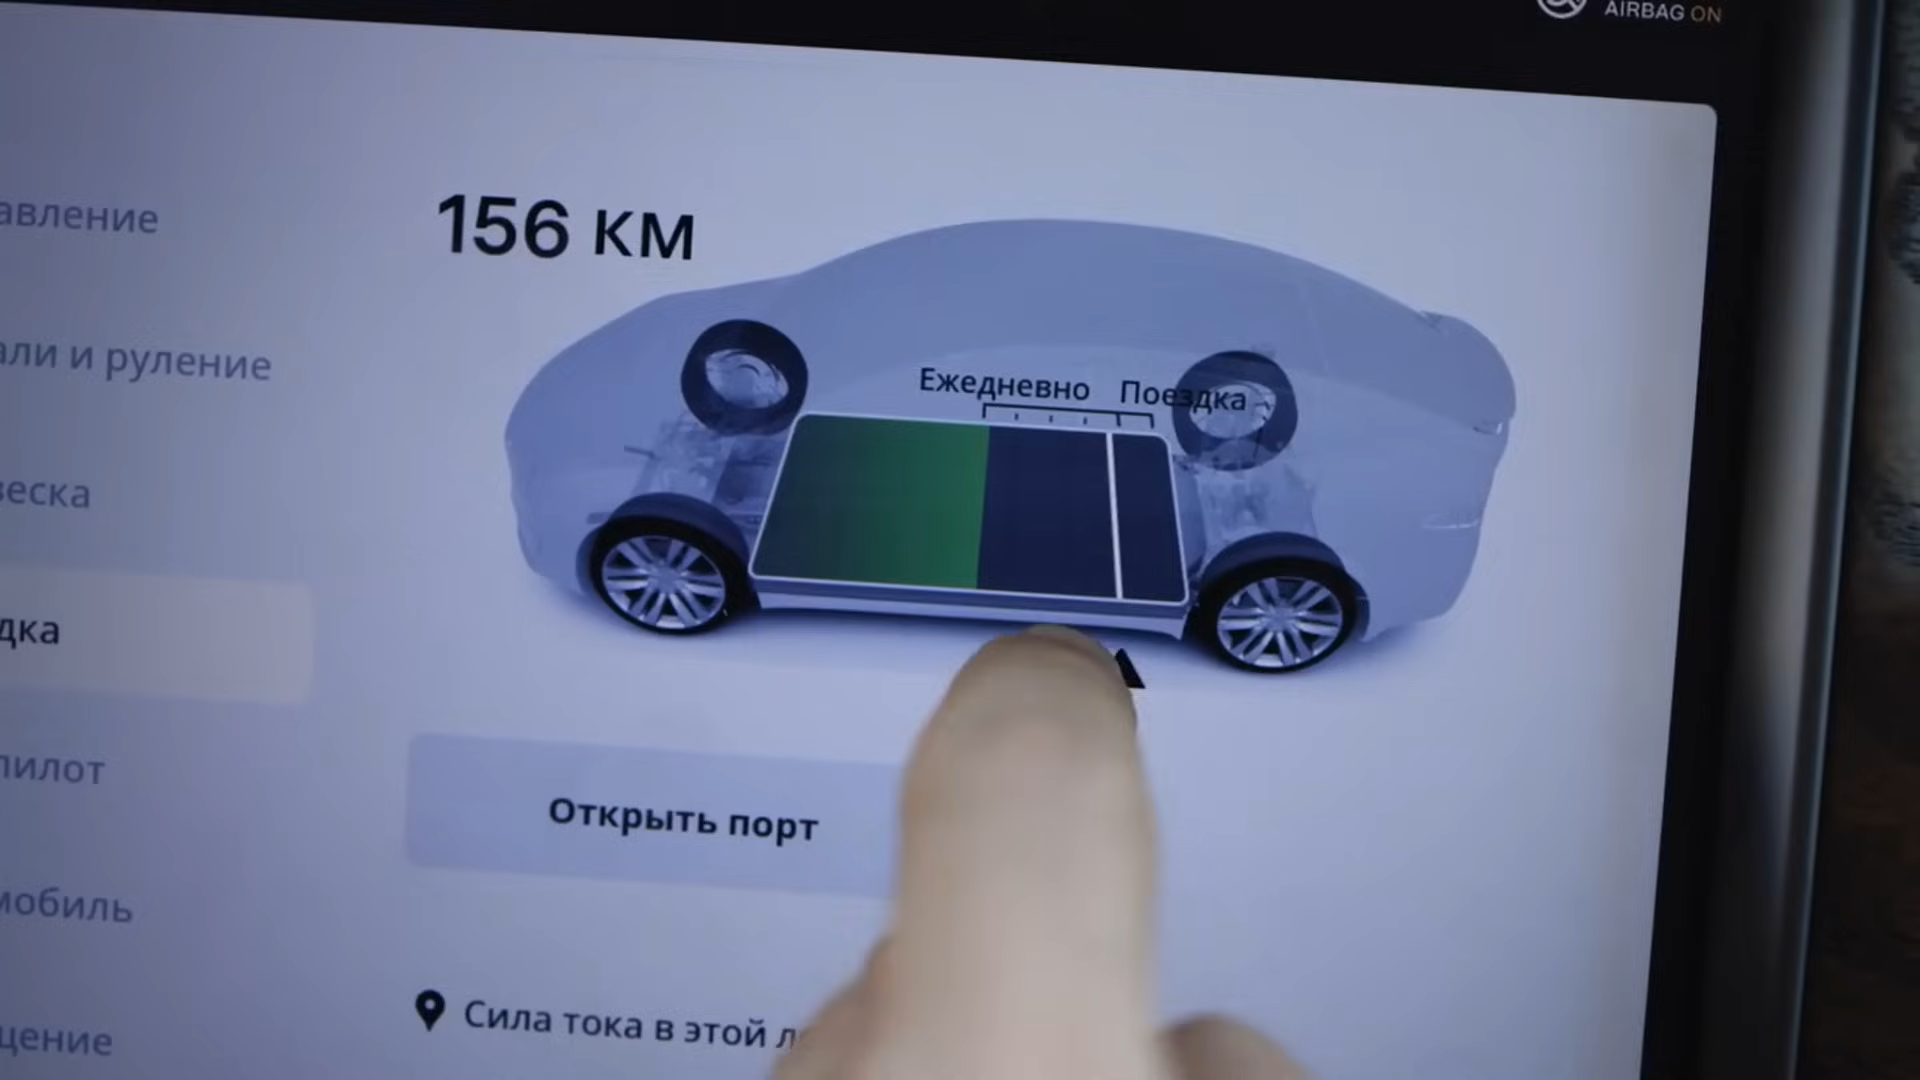 AIRBAG ON
156 км
Ежедневно Поездка
авление
али и руление
веска
дка
пилот
мобиль
щение
Открыть порт
Сила тока в этой